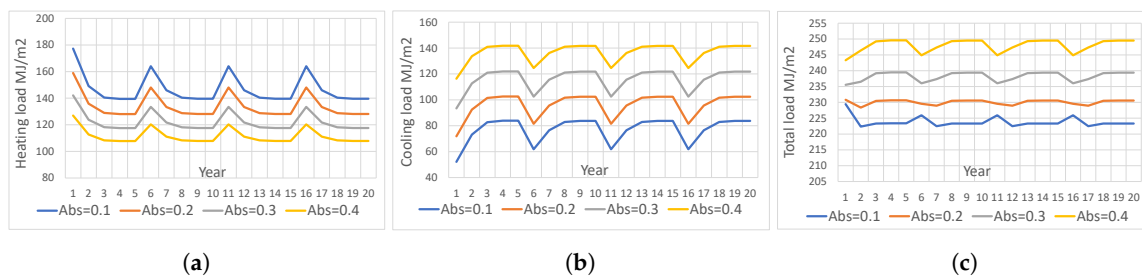 Heating load MJ/m2
200
180
160
140
120
100
80
Year
1 2 3 4 5 6 7 8 9 10 11 12 13 14 15 16 17 18 19 20
Abs=0.1 Abs=0.2 Abs=0.3 Abs=0.4
(a)
Cooling load MJ/m2
160
140
120
100
80
60
40
Year
1 2 3 4 5 6 7 8 9 10 11 12 13 14 15 16 17 18 19 20
Abs=0.1 Abs=0.2 Abs=0.3 Abs=0.4
(b)
Total load MJ/m2
255
250
245
240
235
230
225
220
215
210
205
Year
1 2 3 4 5 6 7 8 9 10 11 12 13 14 15 16 17 18 19 20
Abs=0.1 Abs=0.2 Abs=0.3 Abs=0.4
(c)